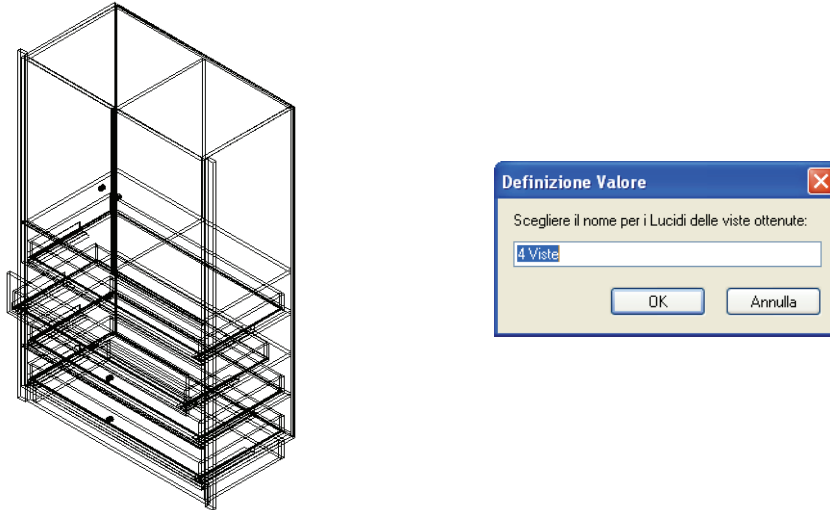 Definizione Valore
Scegliere il nome per i Lucidi delle viste ottenute:
4 Viste
OK
Annulla